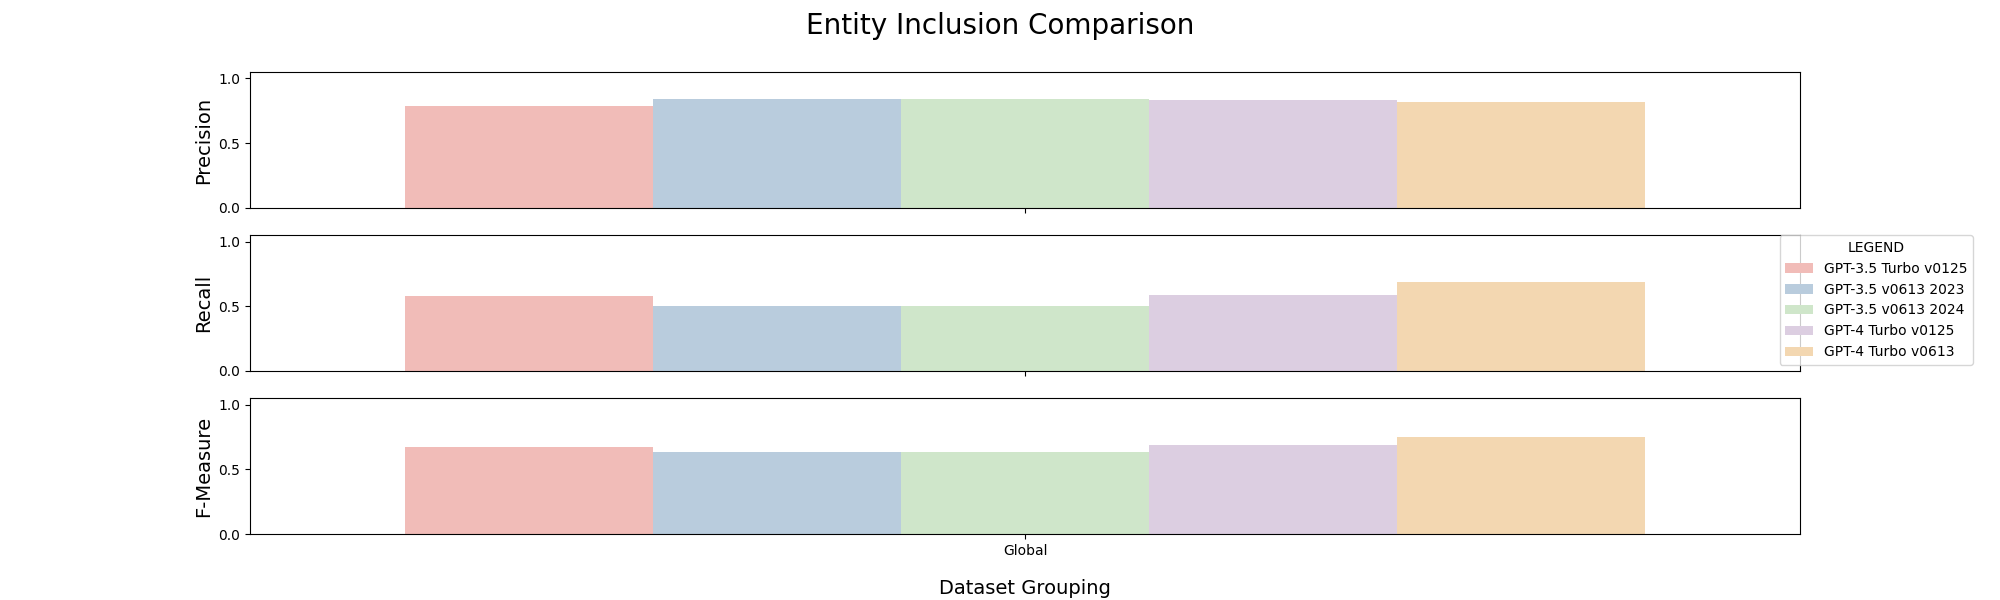 Entity Inclusion Comparison
Precision
1.0
0.5
0.0
Recall
1.0
0.5
0.0
LEGEND
GPT-3.5 Turbo v0125
GPT-3.5 v0613 2023
GPT-3.5 v0613 2024
GPT-4 Turbo v0125
GPT-4 Turbo v0613
F-Measure
1.0
0.5
0.0
Global
Dataset Grouping